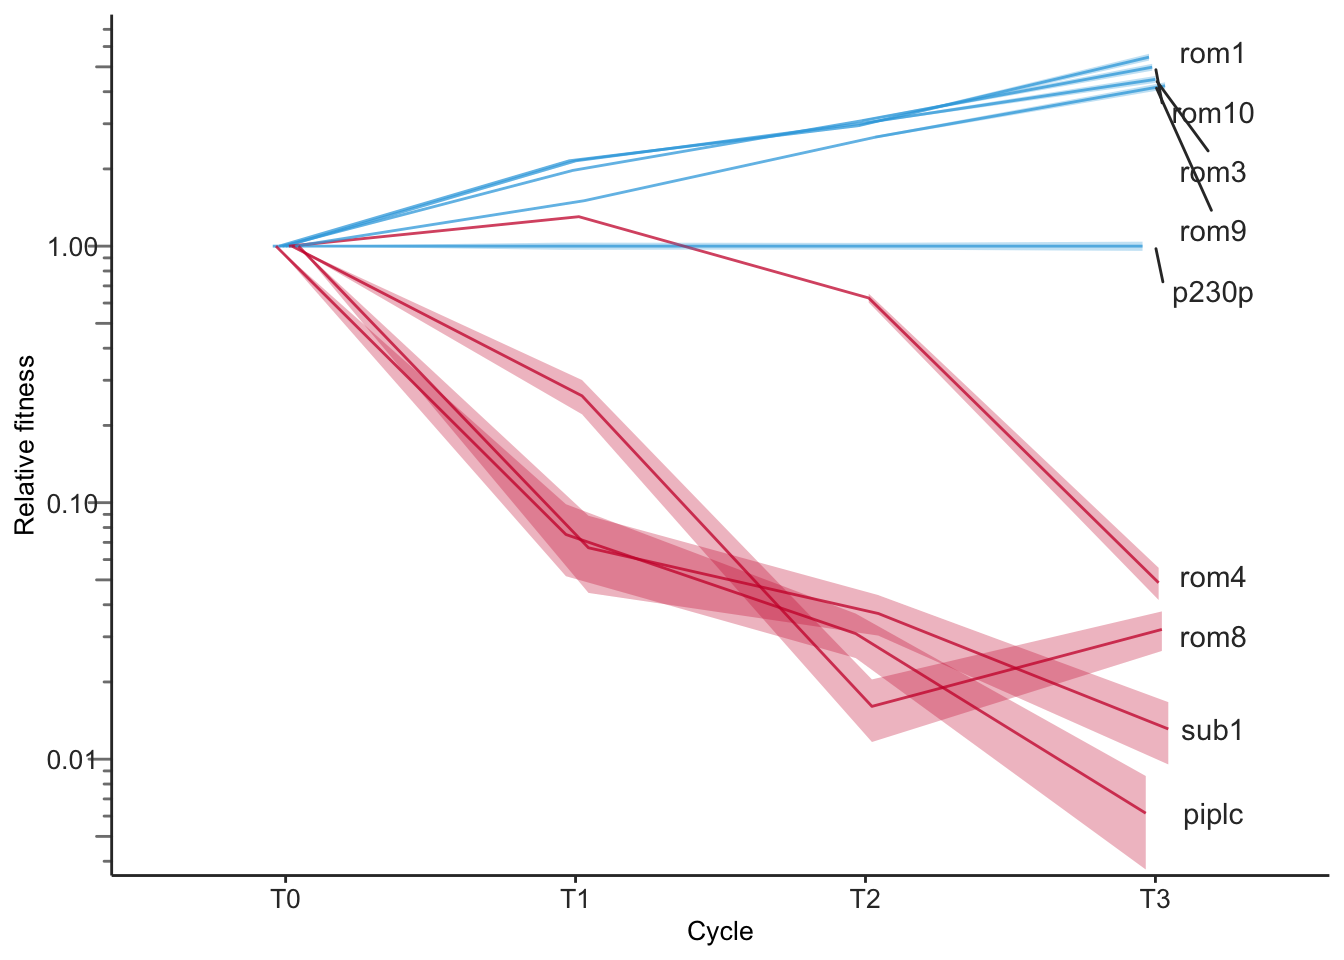 rom1
rom10
rom3
rom9
1.00
p230p
Relative fitness
0.10
rom4
rom8
sub1
0.01
piplc
T0 T1 T2 T3
Cycle